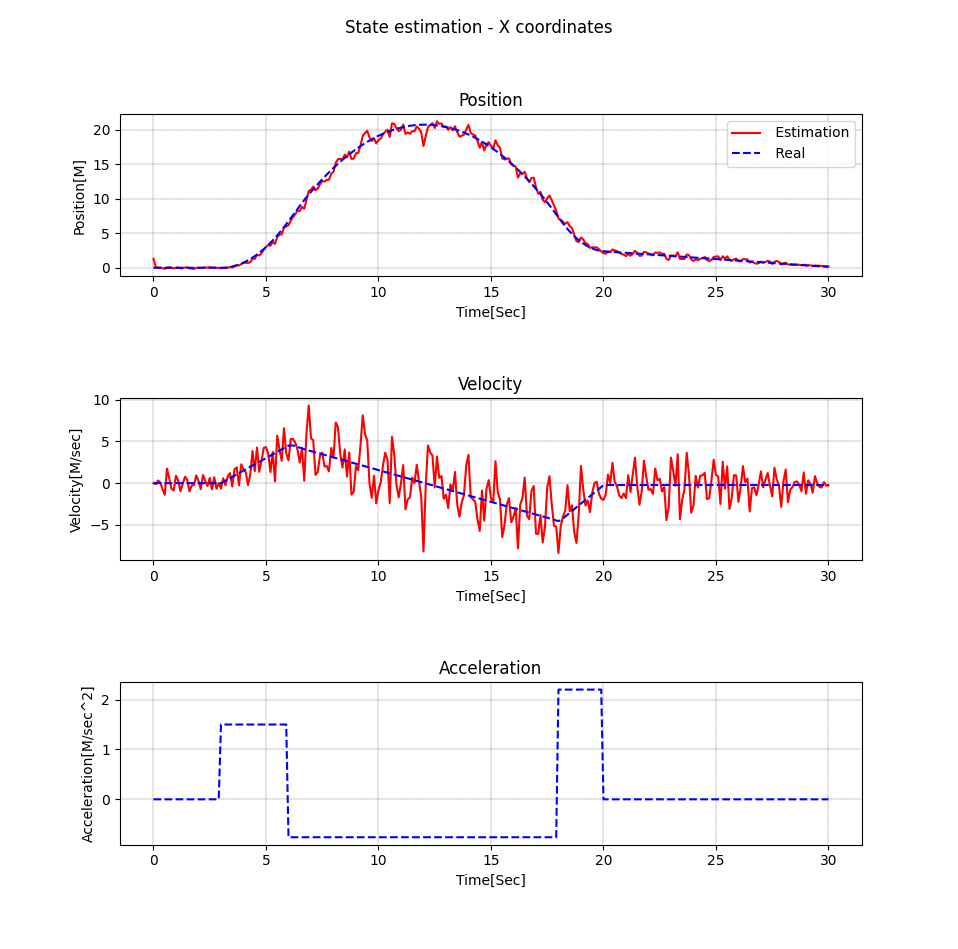 State estimation - X coordinates
Position
Position[M]
20
15
10
5
0
Estimation
Real
0 5 10 15 20 25 30
Time[Sec]
Velocity
Velocity[M/sec]
10
5
0
−5
0 5 10 15 20 25 30
Time[Sec]
Acceleration
Acceleration[M/sec^2]
2
1
0
0 5 10 15 20 25 30
Time[Sec]